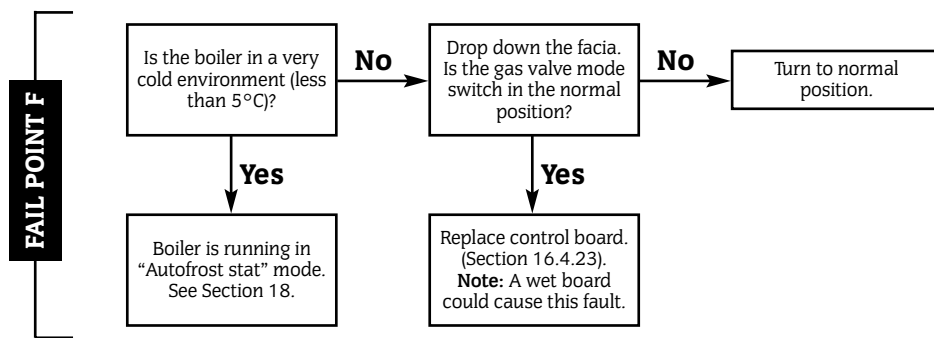 FAIL POINT F
Is the boiler in a very
cold environment (less
than 5°C)?
No
Drop down the facia.
Is the gas valve mode
switch in the normal
position?
No
Turn to normal
position.
Yes
Yes
Boiler is running in
“Autofrost stat” mode.
See Section 18.
Replace control board.
(Section 16.4.23).
Note: A wet board
could cause this fault.